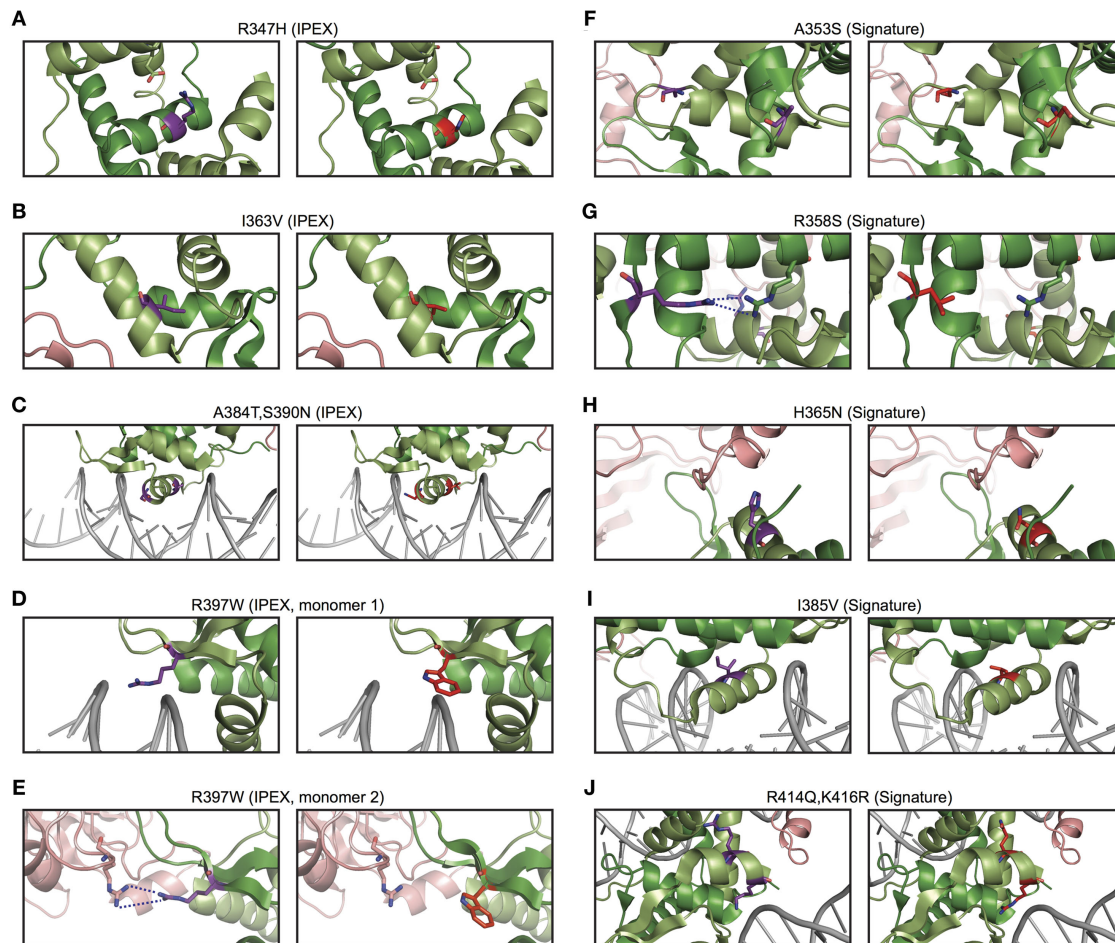 A
R347H (IPEX)
B
I363V (IPEX)
C
A384T,S390N (IPEX)
D
R397W (IPEX, monomer 1)
E
R397W (IPEX, monomer 2)
F
A353S (Signature)
G
R358S (Signature)
H
H365N (Signature)
I
I385V (Signature)
J
R414Q,K416R (Signature)